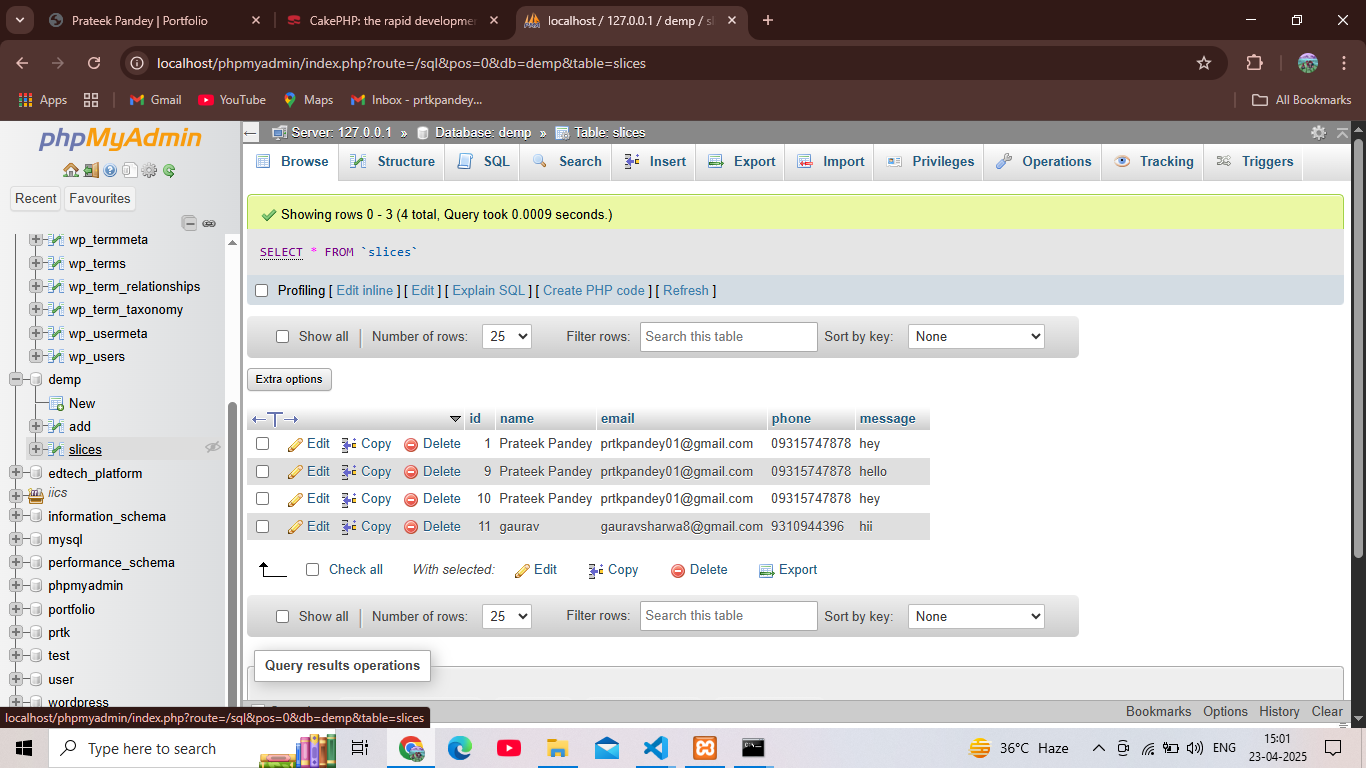 Prateek Pandey | Portfolio
CakePHP: the rapid developme
localhost / 127.0.0.1 / demp / sl
localhost/phpmyadmin/index.php?route=/sql&pos=0&db=demp&table=slices
Apps
Gmail
YouTube
Maps
Inbox - prtkpandey...
All Bookmarks
phpMyAdmin
Recent
Favourites
wp_termmeta
wp_terms
wp_term_relationships
wp_term_taxonomy
wp_usermeta
wp_users
demp
New
add
slices
edtech_platform
iics
information_schema
mysql
performance_schema
phpmyadmin
portfolio
prtk
test
user
wordpress
Server: 127.0.0.1 » Database: demp » Table: slices
Browse
Structure
SQL
Search
Insert
Export
Import
Privileges
Operations
Tracking
Triggers
Showing rows 0 - 3 (4 total, Query took 0.0009 seconds.)
SELECT * FROM `slices`
Profiling [ Edit inline ] [ Edit ] [ Explain SQL ] [ Create PHP code ] [ Refresh ]
Show all | Number of rows: 25 Filter rows: Search this table Sort by key: None
Extra options
id name email phone message
Edit Copy Delete 1 Prateek Pandey prtkpandey01@gmail.com 09315747878 hey
Edit Copy Delete 9 Prateek Pandey prtkpandey01@gmail.com 09315747878 hello
Edit Copy Delete 10 Prateek Pandey prtkpandey01@gmail.com 09315747878 hey
Edit Copy Delete 11 gaurav gauravsharwa8@gmail.com 9310944396 hii
Check all With selected: Edit Copy Delete Export
Show all | Number of rows: 25 Filter rows: Search this table Sort by key: None
Query results operations
Bookmarks Options History Clear
localhost/phpmyadmin/index.php?route=/sql&pos=0&db=demp&table=slices
Type here to search
36°C Haze
ENG
15:01
23-04-2025